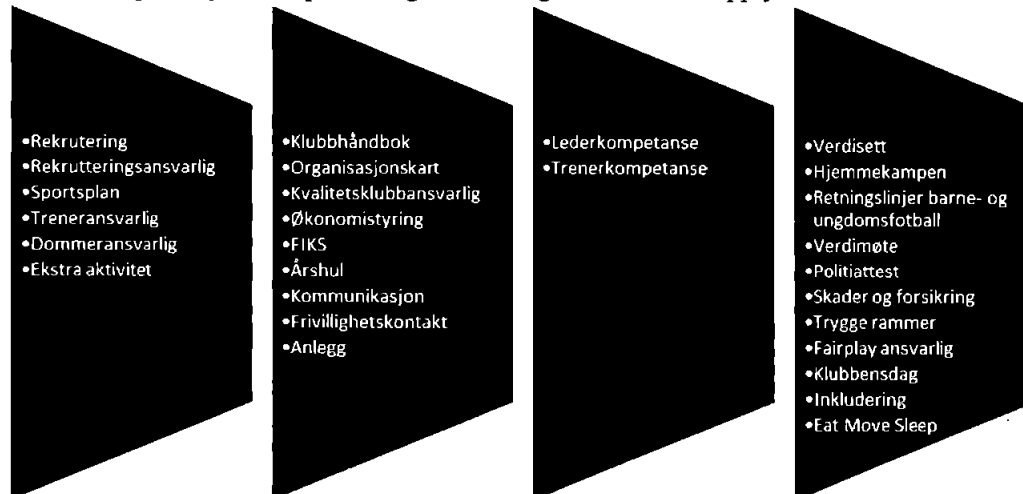 •Rekrutering
•Rekrutteringsansvarlig
•Sportsplan
•Treneransvarlig
•Dommeransvarlig
•Ekstra aktivitet
•Klubbhåndbok
•Organisasjonskart
•Kvalitetsklubbansvarlig
•Økonomistyring
•FIKS
•Årshul
•Kommunikasjon
•Frivillighetskontakt
•Anlegg
•Lederkompetanse
•Trenerkompetanse
•Verdisett
•Hjemmekampen
•Retningslinjer barne- og
ungdomsfotball
•Verdimøte
•Politiattest
•Skader og forsikring
•Trygge rammer
•Fairplay ansvarlig
•Klubbensdag
•Inkludering
•Eat Move Sleep